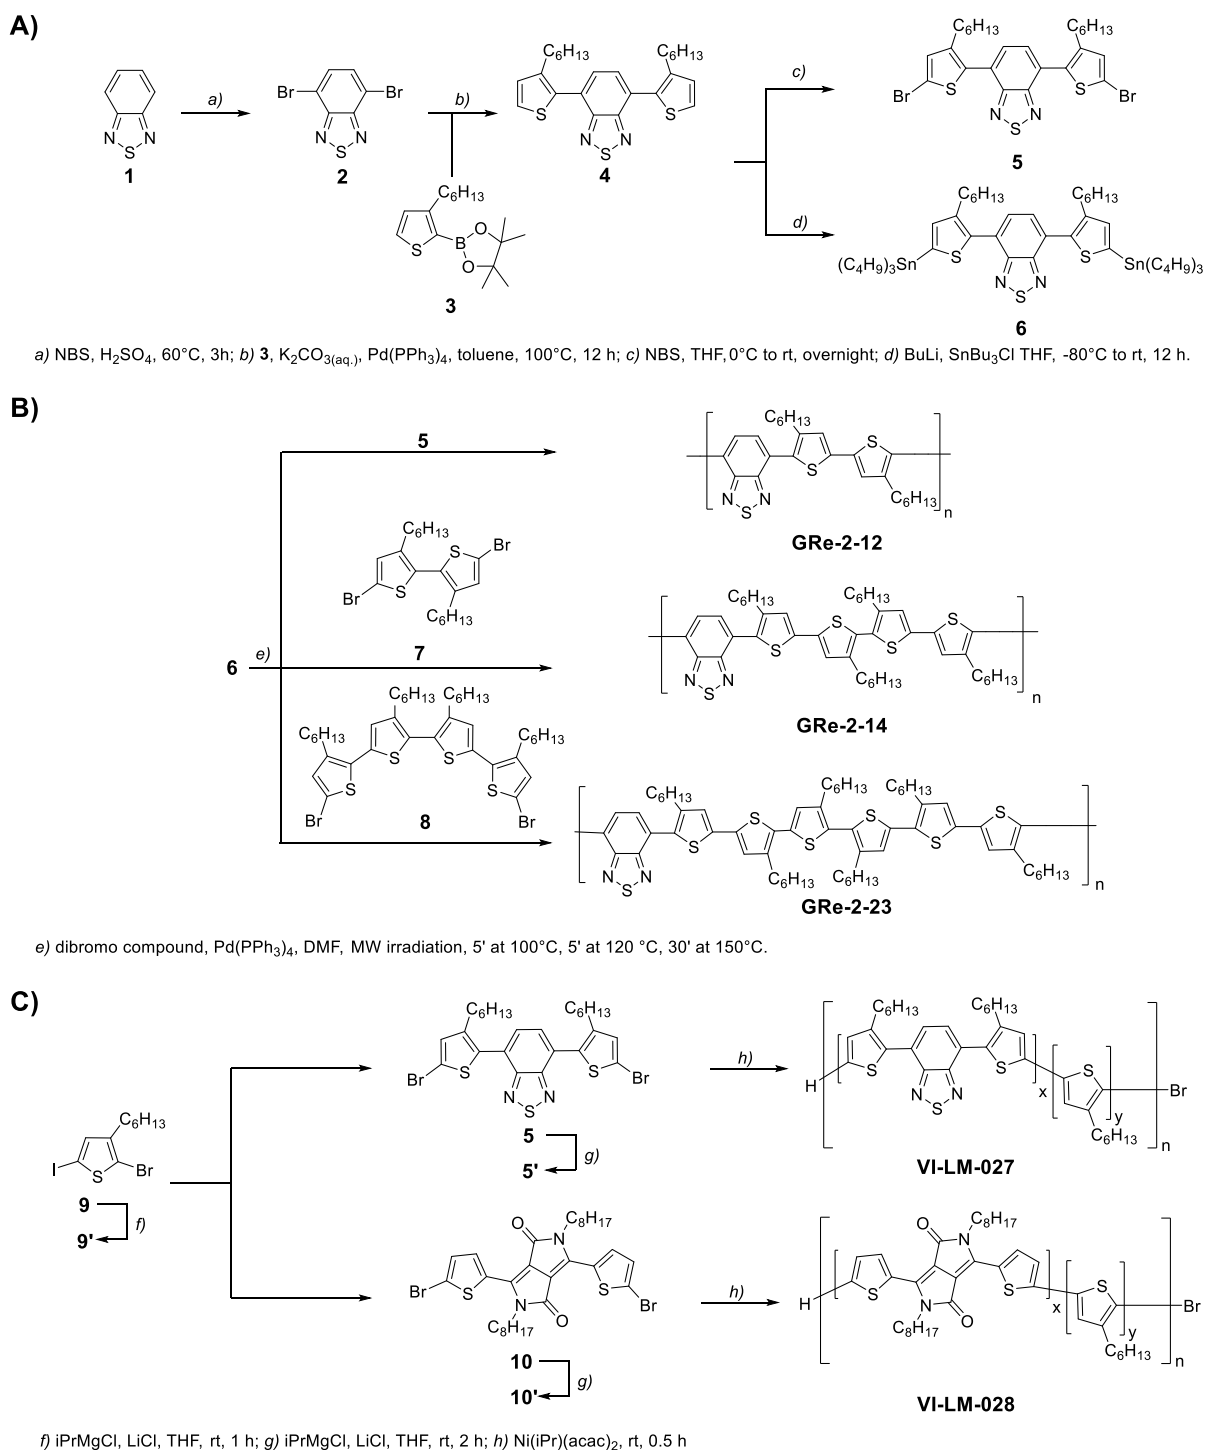 A)
C6H13 C6H13
C6H13 C6H13
c)
a) Br Br b) Br S S Br
N S N N S N S N S N S N S N
1 2 4 5
C6H13 C6H13 C6H13
S B O O d)
(C4H9)3Sn S N S N S Sn(C4H9)3
3 6
a) NBS, H2SO4, 60°C, 3h; b) 3, K2CO3(aq.), Pd(PPh3)4, toluene, 100°C, 12 h; c) NBS, THF, 0°C to rt, overnight; d) BuLi, SnBu3Cl THF, -80°C to rt, 12 h.
B)
C6H13
5 S
S
N S N C6H13 n
GRe-2-12
C6H13
S Br
Br S
C6H13
C6H13 C6H13
S S
S S
N S N C6H13 C6H13 n
6 e) 7
GRe-2-14
C6H13 C6H13
C6H13 C6H13
S S
S S
Br 8 Br
C6H13 C6H13 C6H13
S S S
S S S
N S N C6H13 C6H13 C6H13 n
GRe-2-23
e) dibromo compound, Pd(PPh3)4, DMF, MW irradiation, 5' at 100°C, 5' at 120 °C, 30' at 150°C.
C)
C6H13 C6H13 C6H13 C6H13
h)
Br S S Br H S S x S y Br
N S N N S N C6H13 n
C6H13
I S Br
5 g)
5'
VI-LM-027
9 f)
9'
O N C8H17 O N C8H17
Br S S Br h) H S S x S y Br
N O N O
C8H17 C8H17 C6H13 n
10 g)
10'
VI-LM-028
f) iPrMgCl, LiCl, THF, rt, 1 h; g) iPrMgCl, LiCl, THF, rt, 2 h; h) Ni(iPr)(acac)2, rt, 0.5 h